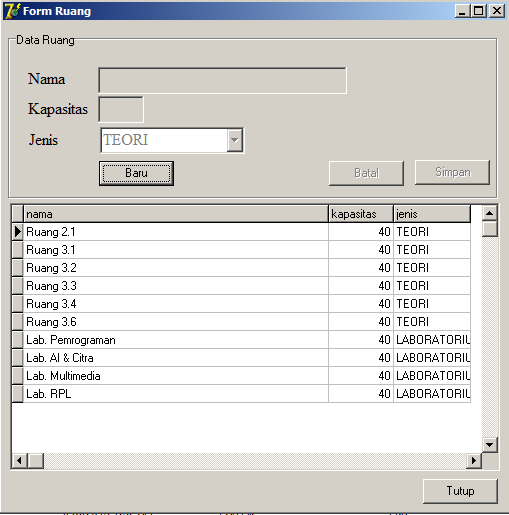 Form Ruang
Data Ruang
Nama
Kapasitas
Jenis TEORI
Baru Batal Simpan
nama kapasitas jenis
Ruang 2.1 40 TEORI
Ruang 3.1 40 TEORI
Ruang 3.2 40 TEORI
Ruang 3.3 40 TEORI
Ruang 3.4 40 TEORI
Ruang 3.6 40 TEORI
Lab. Pemrograman 40 LABORATORIU
Lab. AI & Citra 40 LABORATORIU
Lab. Multimedia 40 LABORATORIU
Lab. RPL 40 LABORATORIU
Tutup